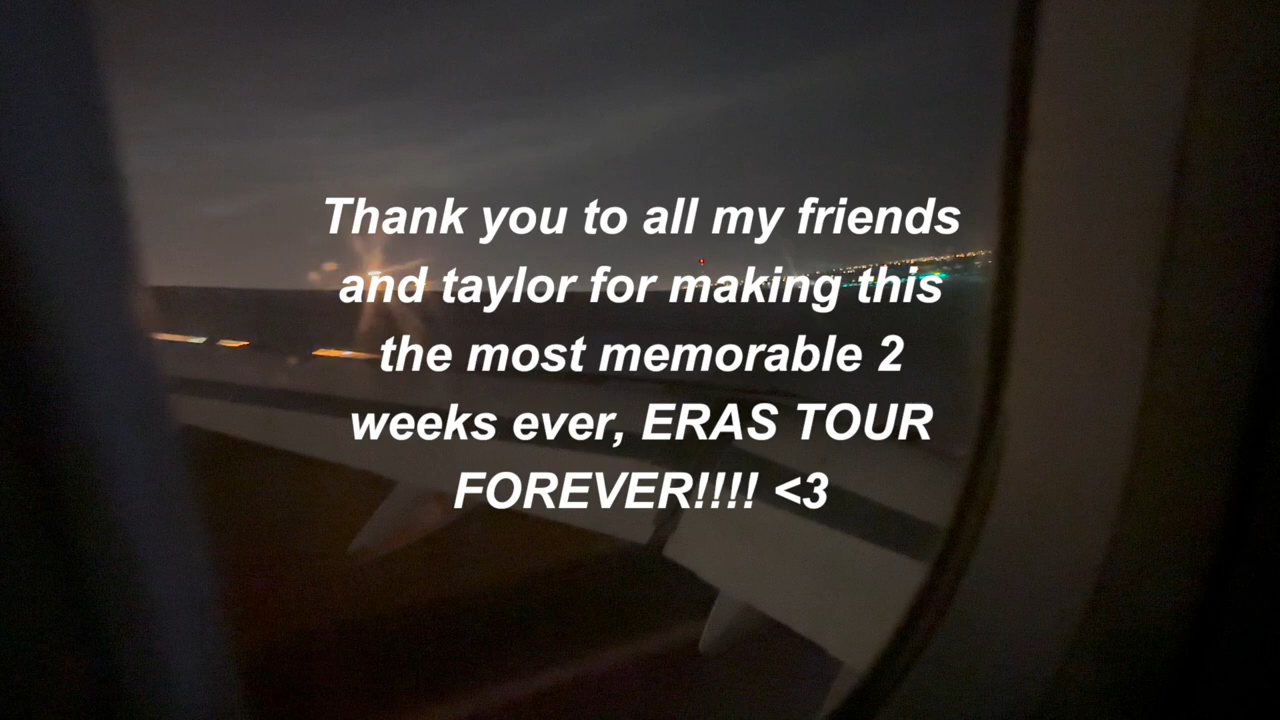 Thank you to all my friends
and taylor for making this
the most memorable 2
weeks ever, ERAS TOUR
FOREVER!!!! <3